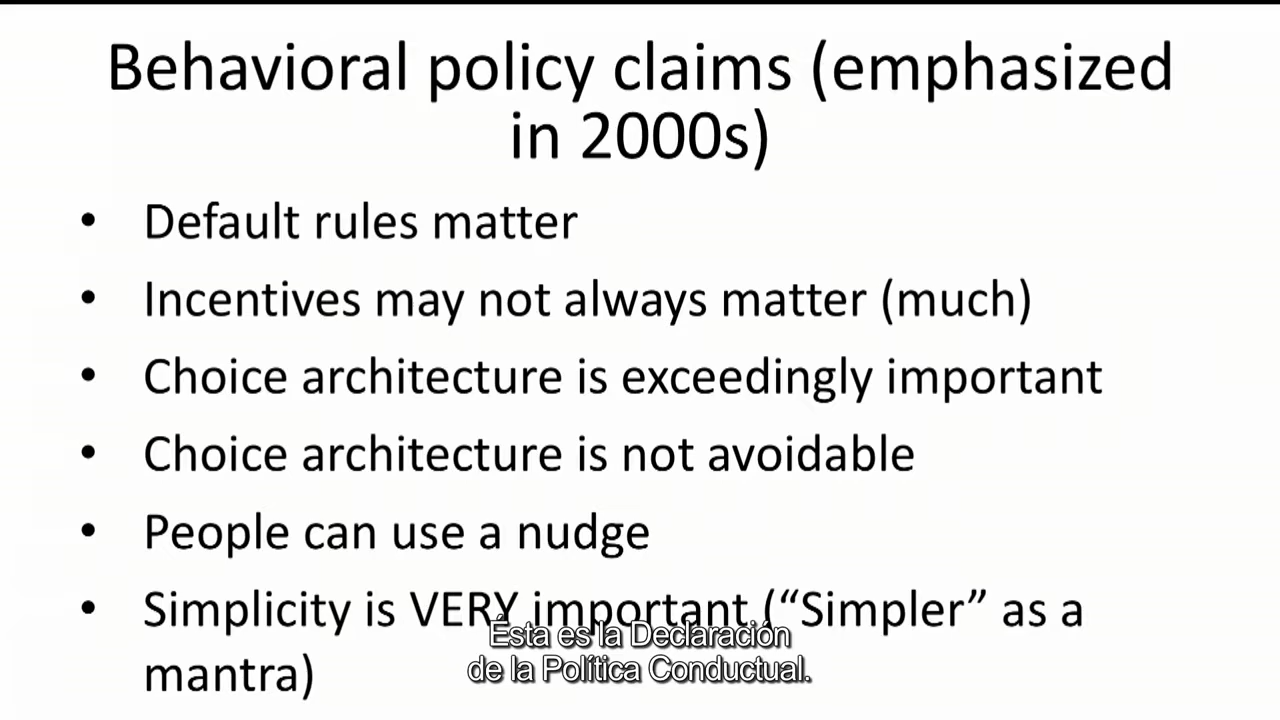 Behavioral policy claims (emphasized
in 2000s)
• Default rules matter
• Incentives may not always matter (much)
• Choice architecture is exceedingly important
• Choice architecture is not avoidable
• People can use a nudge
• Simplicity is VERY important (“Simpler” as a
mantra)
Ésta es la Declaración
de la Política Conductual.